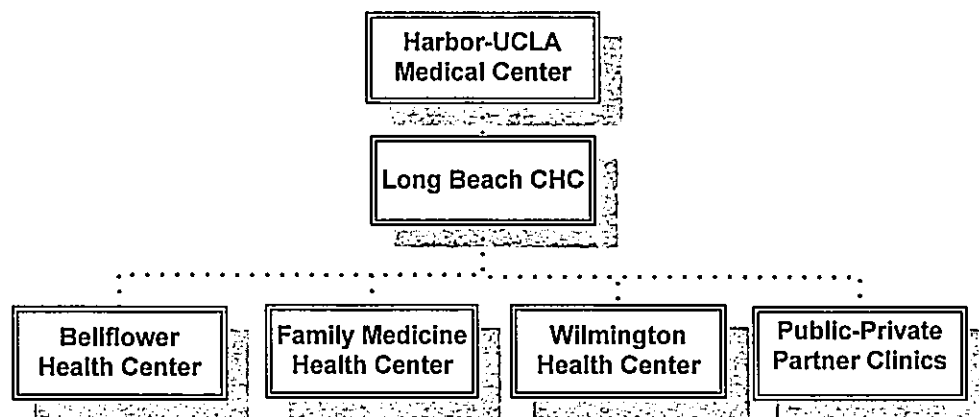 Harbor-UCLA
Medical Center
Long Beach CHC
Bellflower
Health Center
Family Medicine
Health Center
Wilmington
Health Center
Public-Private
Partner Clinics